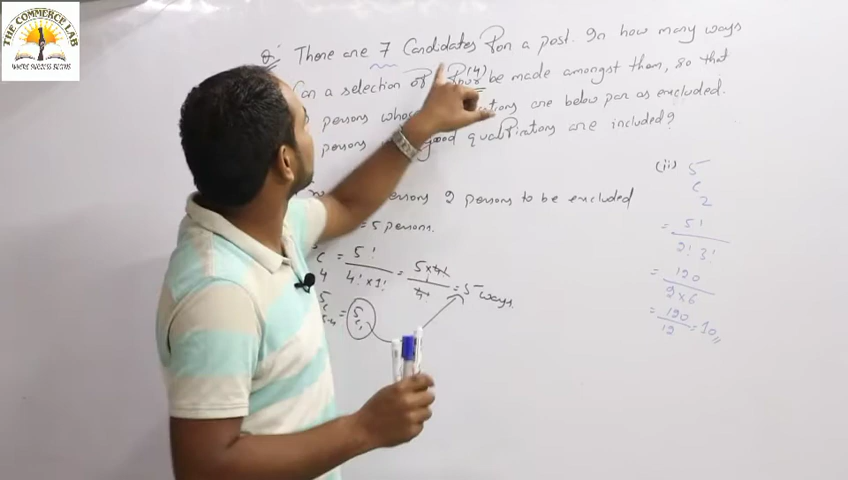 THE COMMERCE LAB
WHERE SUCCESS BEGINS
Q: There are 7 Candidates for a post. In how many ways
Can a selection of four (4) be made amongst them, so that
persons are below par as excluded.
persons good qualifications are included?
persons 2 persons to be excluded
= 5 persons.
C 4 = 5! / 4! × 1! = 5 × 4! / 4! = 5 ways.
5 C = 5 C 1
(ii) 5 C 2
= 5! / 2! 3!
= 120 / 2 × 6
= 120 / 12 = 10